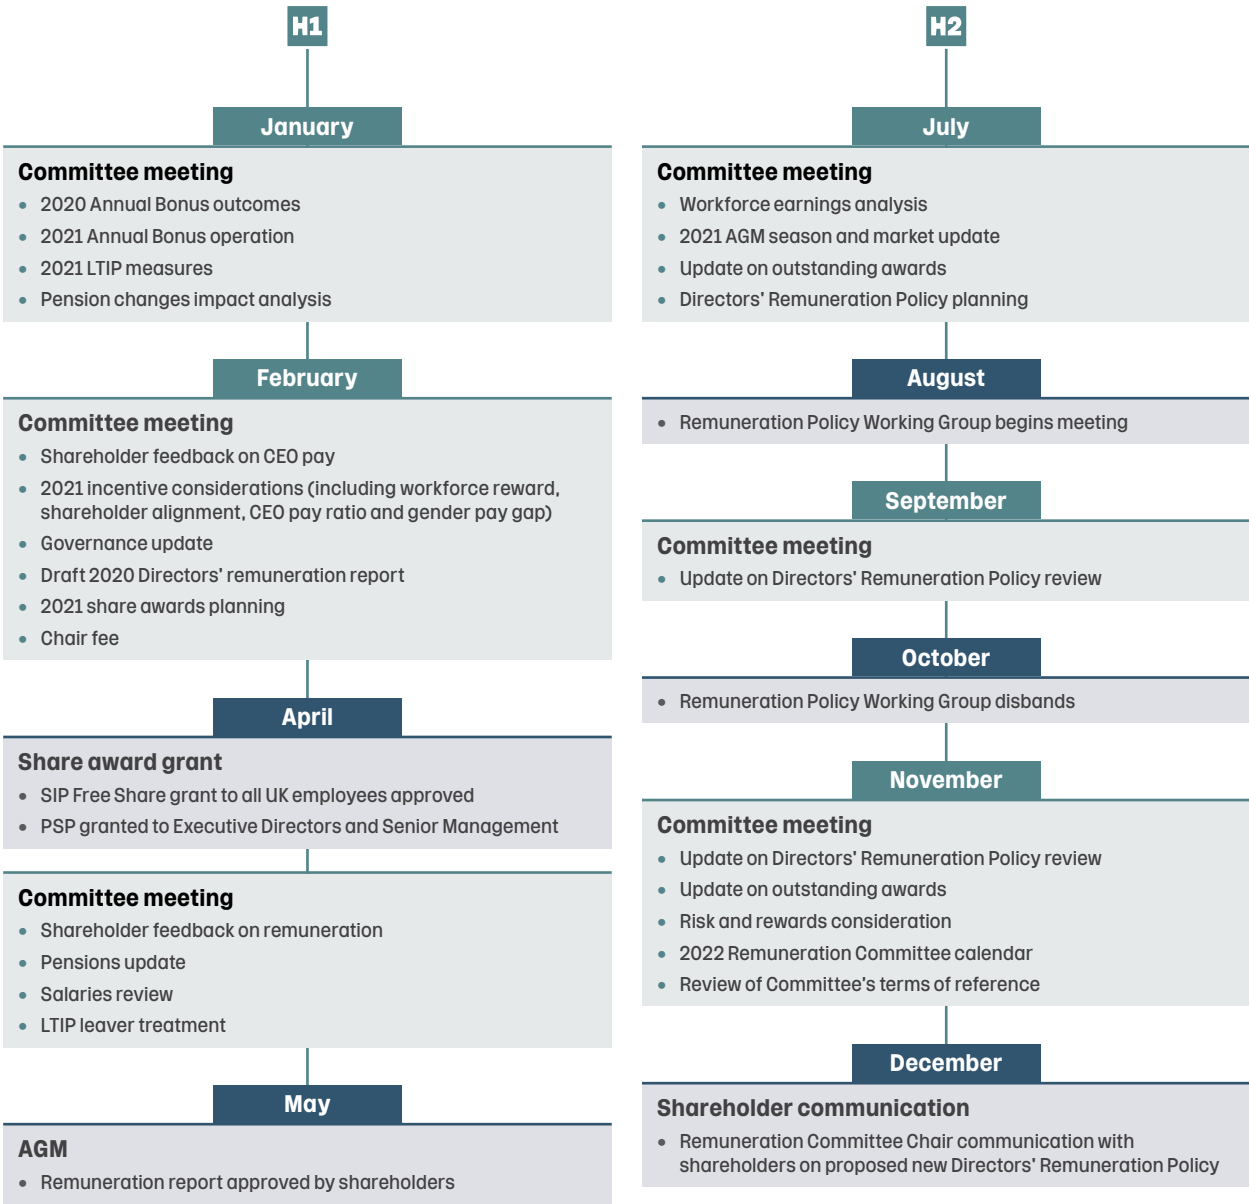 H1
January
Committee meeting
• 2020 Annual Bonus outcomes
• 2021 Annual Bonus operation
• 2021 LTIP measures
• Pension changes impact analysis
February
Committee meeting
• Shareholder feedback on CEO pay
• 2021 incentive considerations (including workforce reward,
shareholder alignment, CEO pay ratio and gender pay gap)
• Governance update
• Draft 2020 Directors' remuneration report
• 2021 share awards planning
• Chair fee
April
Share award grant
• SIP Free Share grant to all UK employees approved
• PSP granted to Executive Directors and Senior Management
Committee meeting
• Shareholder feedback on remuneration
• Pensions update
• Salaries review
• LTIP leaver treatment
May
AGM
• Remuneration report approved by shareholders
H2
July
Committee meeting
• Workforce earnings analysis
• 2021 AGM season and market update
• Update on outstanding awards
• Directors' Remuneration Policy planning
August
• Remuneration Policy Working Group begins meeting
September
Committee meeting
• Update on Directors' Remuneration Policy review
October
• Remuneration Policy Working Group disbands
November
Committee meeting
• Update on Directors' Remuneration Policy review
• Update on outstanding awards
• Risk and rewards consideration
• 2022 Remuneration Committee calendar
• Review of Committee's terms of reference
December
Shareholder communication
• Remuneration Committee Chair communication with
shareholders on proposed new Directors' Remuneration Policy